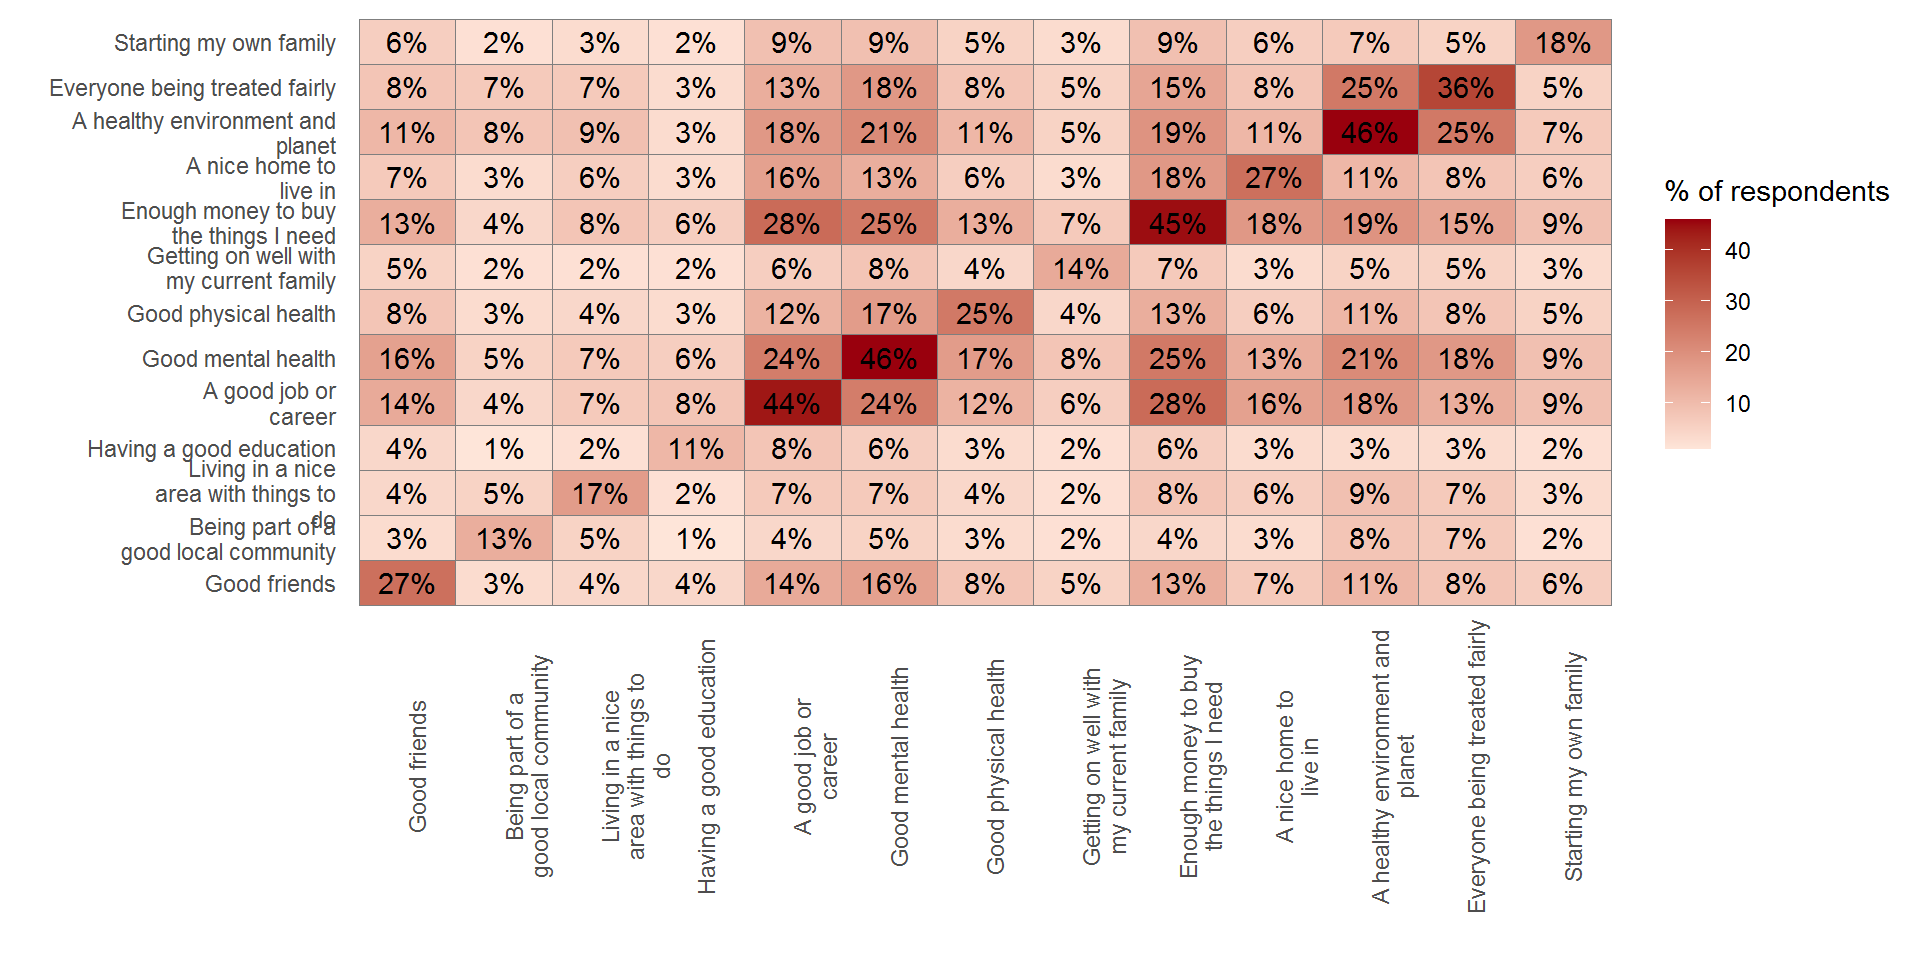 Starting my own family
6% 2% 3% 2% 9% 9% 5% 3% 9% 6% 7% 5% 18%
Everyone being treated fairly
8% 7% 7% 3% 13% 18% 8% 5% 15% 8% 25% 36% 5%
A healthy environment and
planet
11% 8% 9% 3% 18% 21% 11% 5% 19% 11% 46% 25% 7%
A nice home to
live in
7% 3% 6% 3% 16% 13% 6% 3% 18% 27% 11% 8% 6%
Enough money to buy
the things I need
13% 4% 8% 6% 28% 25% 13% 7% 45% 18% 19% 15% 9%
Getting on well with
my current family
5% 2% 2% 2% 6% 8% 4% 14% 7% 3% 5% 5% 3%
Good physical health
8% 3% 4% 3% 12% 17% 25% 4% 13% 6% 11% 8% 5%
Good mental health
16% 5% 7% 6% 24% 46% 17% 8% 25% 13% 21% 18% 9%
A good job or
career
14% 4% 7% 8% 44% 24% 12% 6% 28% 16% 18% 13% 9%
Having a good education
4% 1% 2% 11% 8% 6% 3% 2% 6% 3% 3% 3% 2%
Living in a nice
area with things to
do
4% 5% 17% 2% 7% 7% 4% 2% 8% 6% 9% 7% 3%
Being part of a
good local community
3% 13% 5% 1% 4% 5% 3% 2% 4% 3% 8% 7% 2%
Good friends
27% 3% 4% 4% 14% 16% 8% 5% 13% 7% 11% 8% 6%
Good friends
Being part of a
good local community
Living in a nice
area with things to
do
Having a good education
A good job or
career
Good mental health
Good physical health
Getting on well with
my current family
Enough money to buy
the things I need
A nice home to
live in
A healthy environment and
planet
Everyone being treated fairly
Starting my own family
% of respondents
40
30
20
10